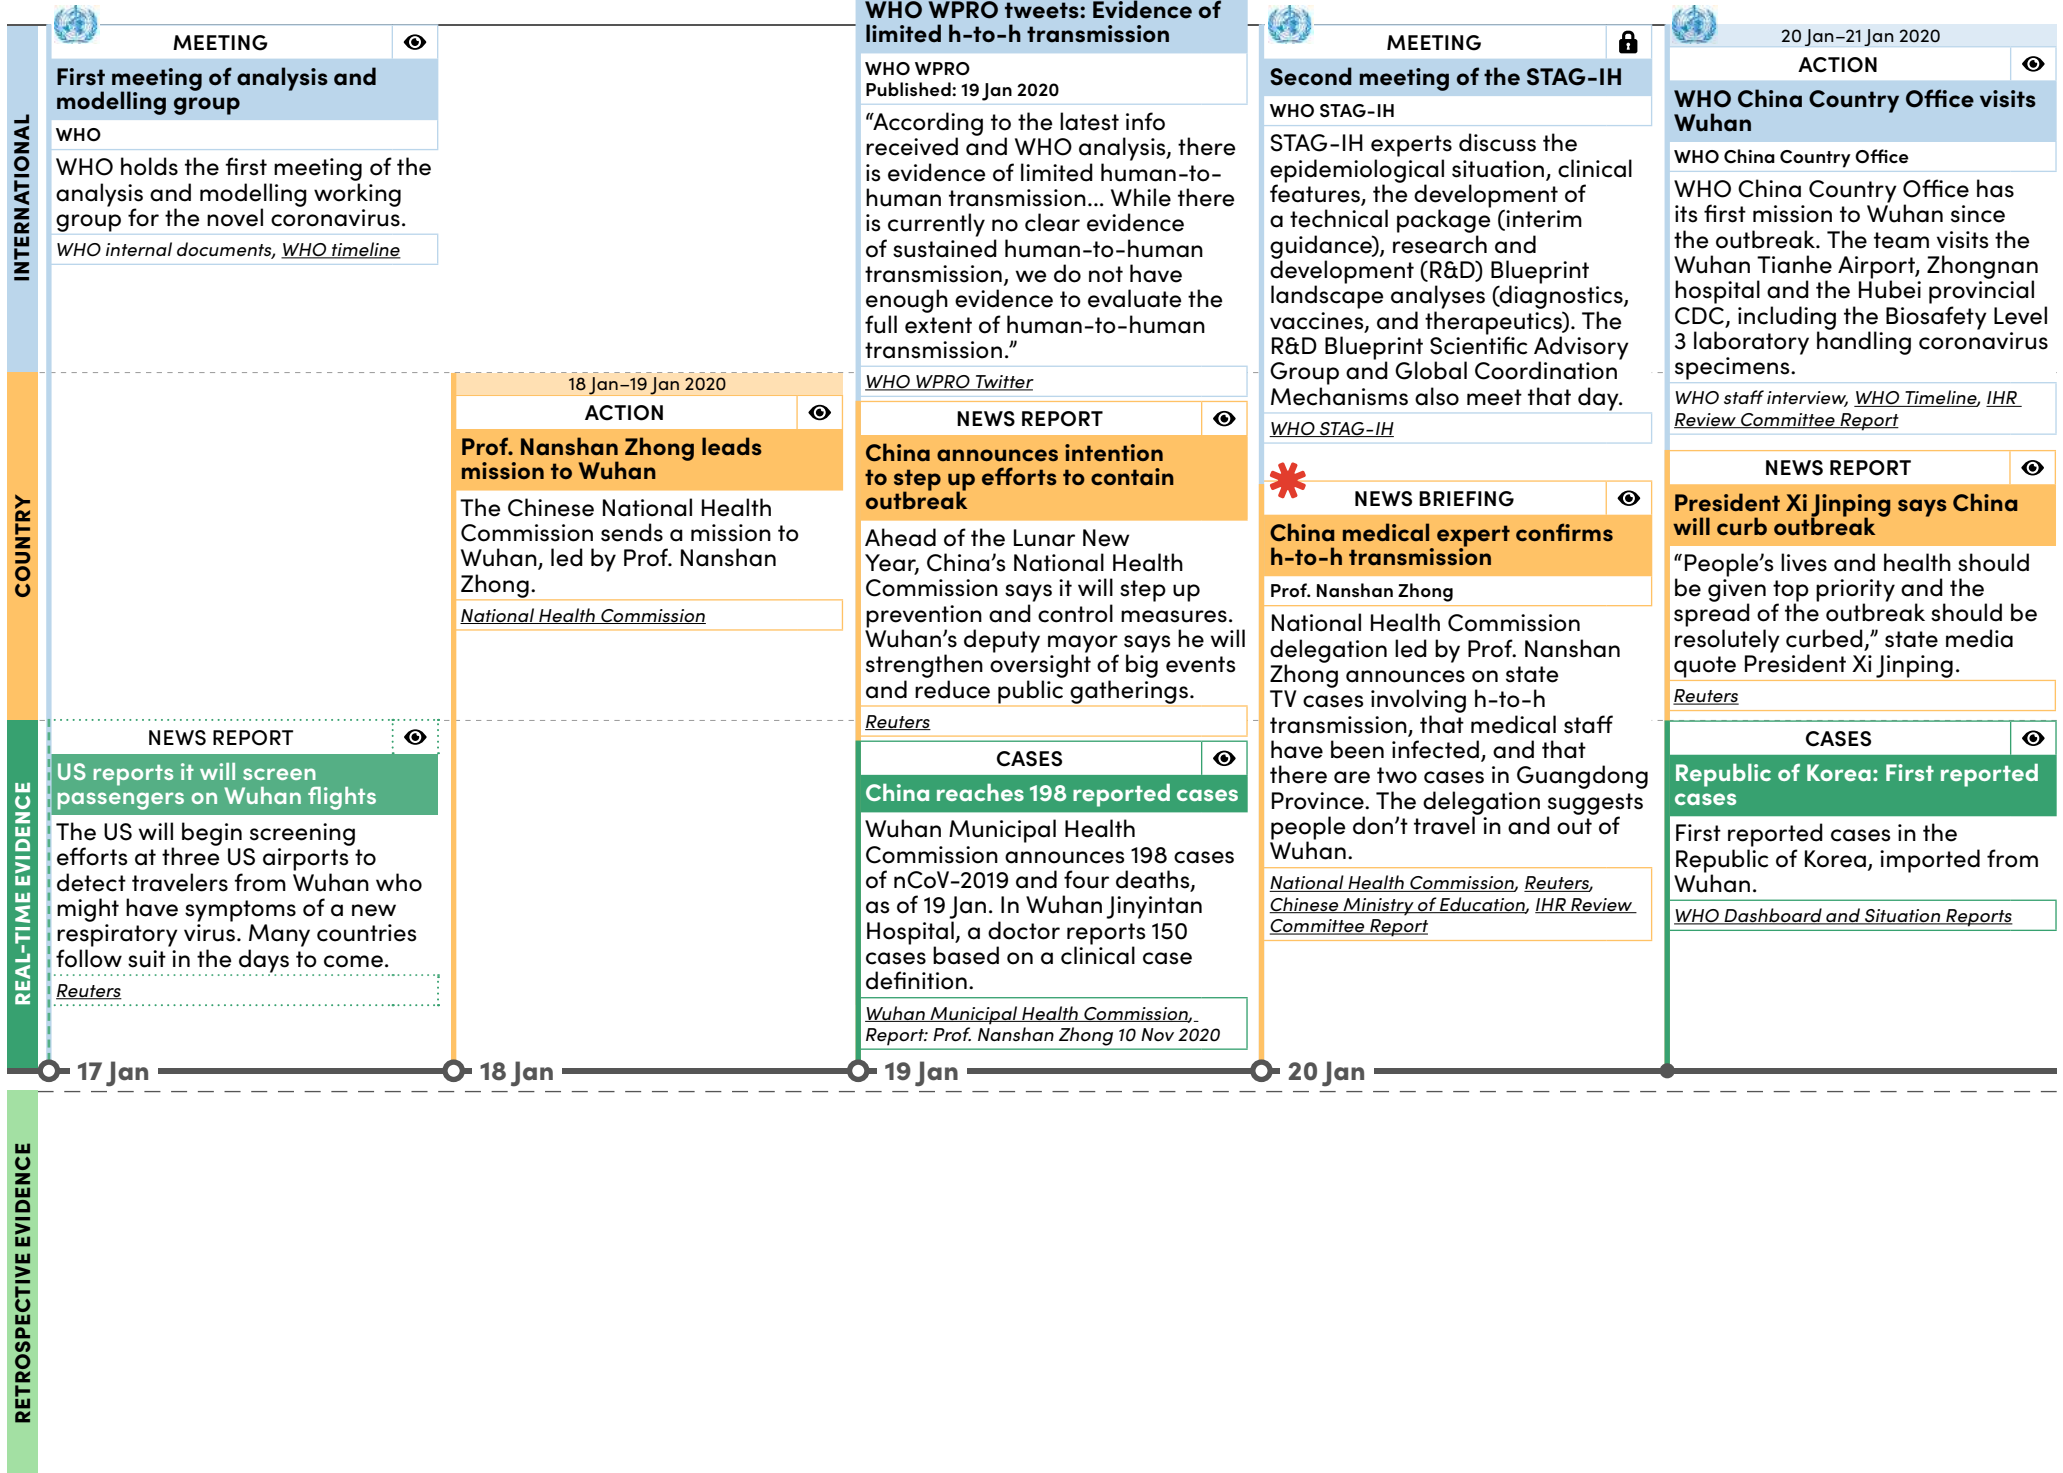 INTERNATIONAL
COUNTRY
REAL-TIME EVIDENCE
RETROSPECTIVE EVIDENCE
MEETING
First meeting of analysis and
modelling group
WHO
WHO holds the first meeting of the
analysis and modelling working
group for the novel coronavirus.
WHO internal documents, WHO timeline
NEWS REPORT
US reports it will screen
passengers on Wuhan flights
The US will begin screening
efforts at three US airports to
detect travelers from Wuhan who
might have symptoms of a new
respiratory virus. Many countries
follow suit in the days to come.
Reuters
17 Jan
18 Jan–19 Jan 2020
ACTION
Prof. Nanshan Zhong leads
mission to Wuhan
The Chinese National Health
Commission sends a mission to
Wuhan, led by Prof. Nanshan
Zhong.
National Health Commission
18 Jan
WHO WPRO tweets: Evidence of
limited h-to-h transmission
WHO WPRO
Published: 19 Jan 2020
“According to the latest info
received and WHO analysis, there
is evidence of limited human-to-
human transmission... While there
is currently no clear evidence
of sustained human-to-human
transmission, we do not have
enough evidence to evaluate the
full extent of human-to-human
transmission.”
WHO WPRO Twitter
NEWS REPORT
China announces intention
to step up efforts to contain
outbreak
Ahead of the Lunar New
Year, China’s National Health
Commission says it will step up
prevention and control measures.
Wuhan’s deputy mayor says he will
strengthen oversight of big events
and reduce public gatherings.
Reuters
CASES
China reaches 198 reported cases
Wuhan Municipal Health
Commission announces 198 cases
of nCoV-2019 and four deaths,
as of 19 Jan. In Wuhan Jinyintan
Hospital, a doctor reports 150
cases based on a clinical case
definition.
Wuhan Municipal Health Commission,
Report: Prof. Nanshan Zhong 10 Nov 2020
19 Jan
MEETING
Second meeting of the STAG-IH
WHO STAG-IH
STAG-IH experts discuss the
epidemiological situation, clinical
features, the development of
a technical package (interim
guidance), research and
development (R&D) Blueprint
landscape analyses (diagnostics,
vaccines, and therapeutics). The
R&D Blueprint Scientific Advisory
Group and Global Coordination
Mechanisms also meet that day.
WHO STAG-IH
NEWS BRIEFING
China medical expert confirms
h-to-h transmission
Prof. Nanshan Zhong
National Health Commission
delegation led by Prof. Nanshan
Zhong announces on state
TV cases involving h-to-h
transmission, that medical staff
have been infected, and that
there are two cases in Guangdong
Province. The delegation suggests
people don’t travel in and out of
Wuhan.
National Health Commission, Reuters,
Chinese Ministry of Education, IHR Review
Committee Report
20 Jan
20 Jan–21 Jan 2020
ACTION
WHO China Country Office visits
Wuhan
WHO China Country Office
WHO China Country Office has
its first mission to Wuhan since
the outbreak. The team visits the
Wuhan Tianhe Airport, Zhongnan
hospital and the Hubei provincial
CDC, including the Biosafety Level
3 laboratory handling coronavirus
specimens.
WHO staff interview, WHO Timeline, IHR
Review Committee Report
NEWS REPORT
President Xi Jinping says China
will curb outbreak
“People’s lives and health should
be given top priority and the
spread of the outbreak should be
resolutely curbed,” state media
quote President Xi Jinping.
Reuters
CASES
Republic of Korea: First reported
cases
First reported cases in the
Republic of Korea, imported from
Wuhan.
WHO Dashboard and Situation Reports